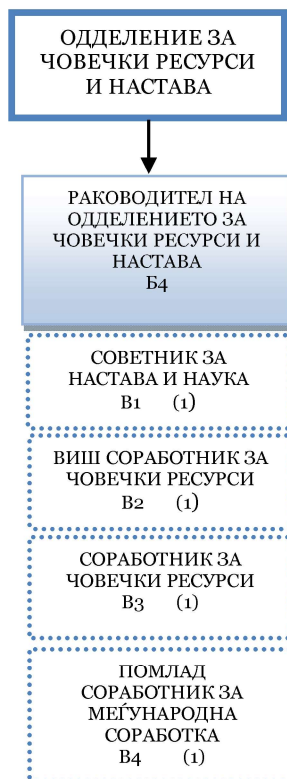 ОДДЕЛЕНИЕ ЗА
ЧОВЕЧКИ РЕСУРСИ
И НАСТАВА
РАКОВОДИТЕЛ НА
ОДДЕЛЕНИЕТО ЗА
ЧОВЕЧКИ РЕСУРСИ И
НАСТАВА
Б4
СОВЕТНИК ЗА
НАСТАВА И НАУКА
В1 (1)
ВИШ СОРАБОТНИК ЗА
ЧОВЕЧКИ РЕСУРСИ
В2 (1)
СОРАБОТНИК ЗА
ЧОВЕЧКИ РЕСУРСИ
В3 (1)
ПОМЛАД
СОРАБОТНИК ЗА
МЕЃУНАРОДНА
СОРАБОТКА
В4 (1)